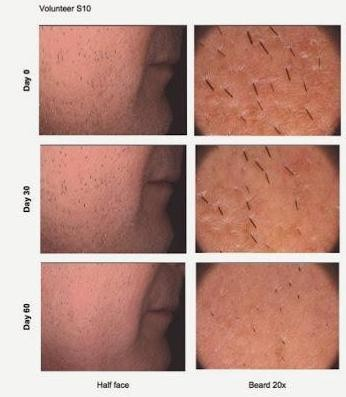 Volunteer S10
Day 0
Day 30
Day 60
Half face
Beard 20x